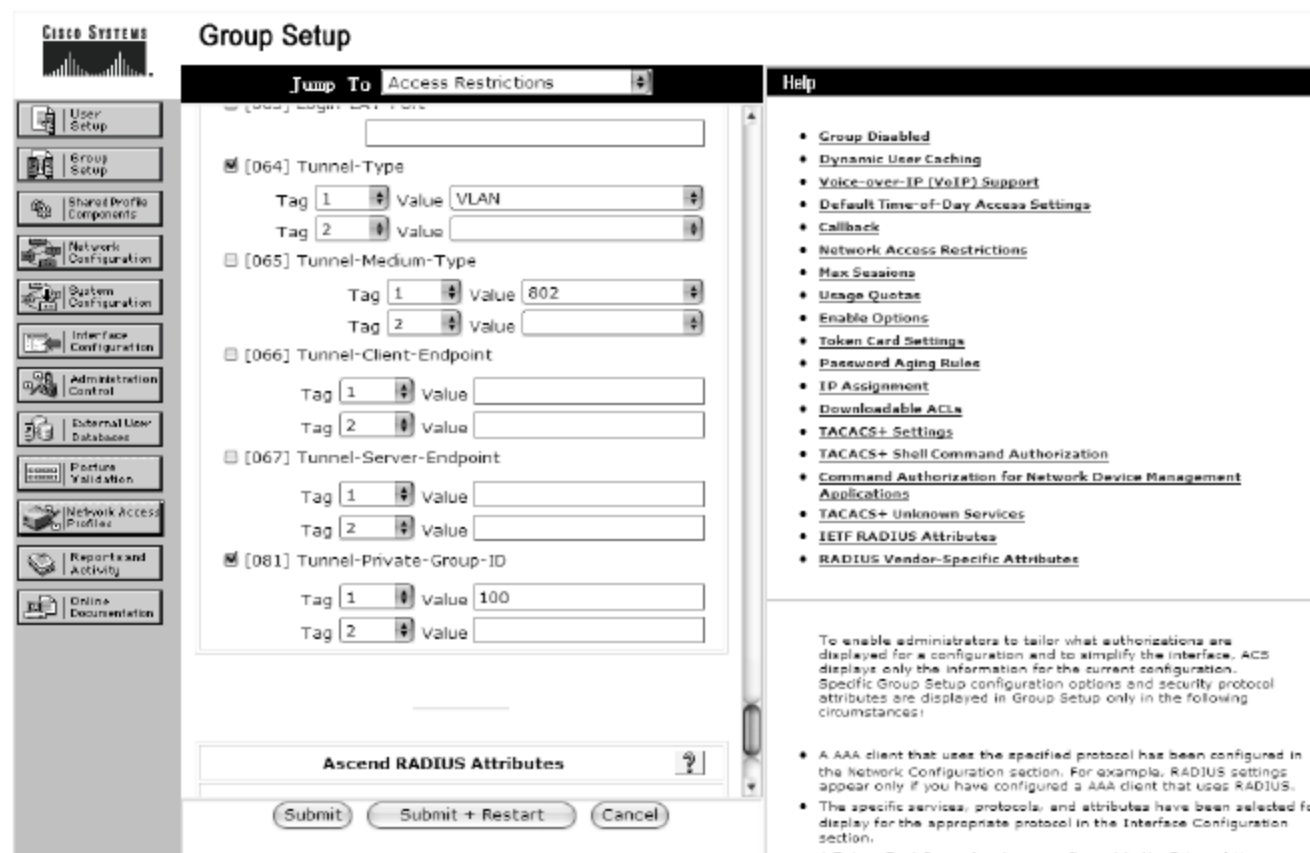 CISCO SYSTEMS
Group Setup
Jump To Access Restrictions
User
Setup
Group
Setup
Shared Profile
Components
Network
Configuration
System
Configuration
Interface
Configuration
Administration
Control
External User
Databases
Posture
Validation
Network Access
Profiles
Reports and
Activity
Online
Documentation
[064] Tunnel-Type
Tag 1 Value VLAN
Tag 2 Value
[065] Tunnel-Medium-Type
Tag 1 Value 802
Tag 2 Value
[066] Tunnel-Client-Endpoint
Tag 1 Value
Tag 2 Value
[067] Tunnel-Server-Endpoint
Tag 1 Value
Tag 2 Value
[081] Tunnel-Private-Group-ID
Tag 1 Value 100
Tag 2 Value
Ascend RADIUS Attributes ?
Submit Submit + Restart Cancel
Help
• Group Disabled
• Dynamic User Caching
• Voice-over-IP (VoIP) Support
• Default Time-of-Day Access Settings
• Callback
• Network Access Restrictions
• Max Sessions
• Usage Quotas
• Enable Options
• Token Card Settings
• Password Aging Rules
• IP Assignment
• Downloadable ACLs
• TACACS+ Settings
• TACACS+ Shell Command Authorization
• Command Authorization for Network Device Management
Applications
• TACACS+ Unknown Services
• IETF RADIUS Attributes
• RADIUS Vendor-Specific Attributes
To enable administrators to tailor what authorizations are
displayed for a configuration and to simplify the interface, ACS
displays only the information for the current configuration.
Specific Group Setup configuration options and security protocol
attributes are displayed in Group Setup only in the following
circumstances:
• A AAA client that uses the specified protocol has been configured in
the Network Configuration section. For example, RADIUS settings
appear only if you have configured a AAA client that uses RADIUS.
• The specific services, protocols, and attributes have been selected fo
display for the appropriate protocol in the Interface Configuration
section.